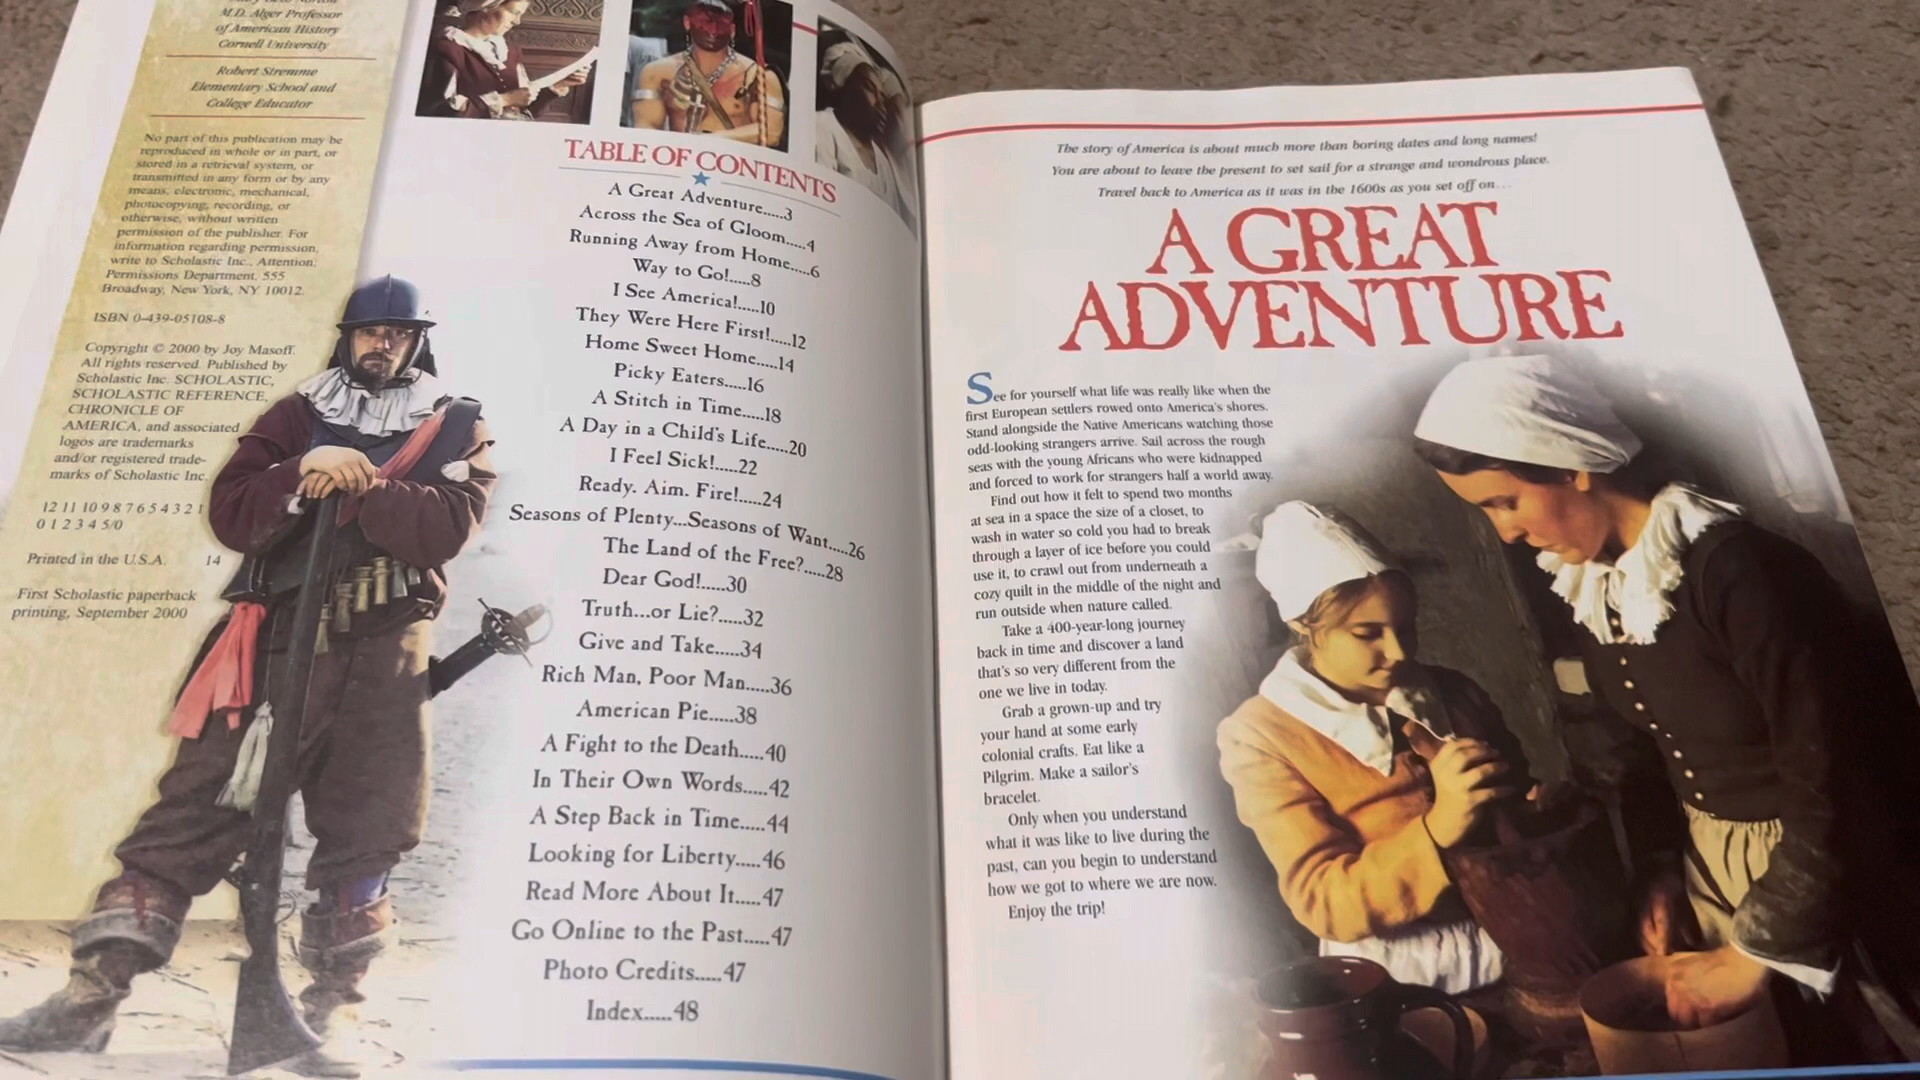 M.D. Alger Professor
of American History
Cornell University
Robert Stremme
Elementary School and
College Educator
No part of this publication may be
reproduced in whole or in part, or
stored in a retrieval system, or
transmitted in any form or by any
means, electronic, mechanical,
photocopying, recording, or
otherwise, without written
permission of the publisher. For
information regarding permission,
write to Scholastic Inc., Attention:
Permissions Department, 555
Broadway, New York, NY 10012.
ISBN 0-439-05108-8
Copyright © 2000 by Joy Masoff.
All rights reserved. Published by
Scholastic Inc. SCHOLASTIC,
SCHOLASTIC REFERENCE,
CHRONICLE OF
AMERICA, and associated
logos are trademarks
and/or registered trade-
marks of Scholastic Inc.
12 11 10 9 8 7 6 5 4 3 2 1
0 1 2 3 4 5/0
Printed in the U.S.A. 14
First Scholastic paperback
printing, September 2000
TABLE OF CONTENTS
A Great Adventure.....3
Across the Sea of Gloom.....4
Running Away from Home.....6
Way to Go!.....8
I See America!.....10
They Were Here First!.....12
Home Sweet Home.....14
Picky Eaters.....16
A Stitch in Time.....18
A Day in a Child's Life.....20
I Feel Sick!.....22
Ready. Aim. Fire!.....24
Seasons of Plenty...Seasons of Want.....26
The Land of the Free?.....28
Dear God!.....30
Truth...or Lie?.....32
Give and Take.....34
Rich Man, Poor Man.....36
American Pie.....38
A Fight to the Death.....40
In Their Own Words.....42
A Step Back in Time.....44
Looking for Liberty.....46
Read More About It.....47
Go Online to the Past.....47
Photo Credits.....47
Index.....48
The story of America is about much more than boring dates and long names!
You are about to leave the present to set sail for a strange and wondrous place.
Travel back to America as it was in the 1600s as you set off on...
A GREAT
ADVENTURE
See for yourself what life was really like when the
first European settlers rowed onto America's shores.
Stand alongside the Native Americans watching those
odd-looking strangers arrive. Sail across the rough
seas with the young Africans who were kidnapped
and forced to work for strangers half a world away.
Find out how it felt to spend two months
at sea in a space the size of a closet, to
wash in water so cold you had to break
through a layer of ice before you could
use it, to crawl out from underneath a
cozy quilt in the middle of the night and
run outside when nature called.
Take a 400-year-long journey
back in time and discover a land
that's so very different from the
one we live in today.
Grab a grown-up and try
your hand at some early
colonial crafts. Eat like a
Pilgrim. Make a sailor's
bracelet.
Only when you understand
what it was like to live during the
past, can you begin to understand
how we got to where we are now.
Enjoy the trip!